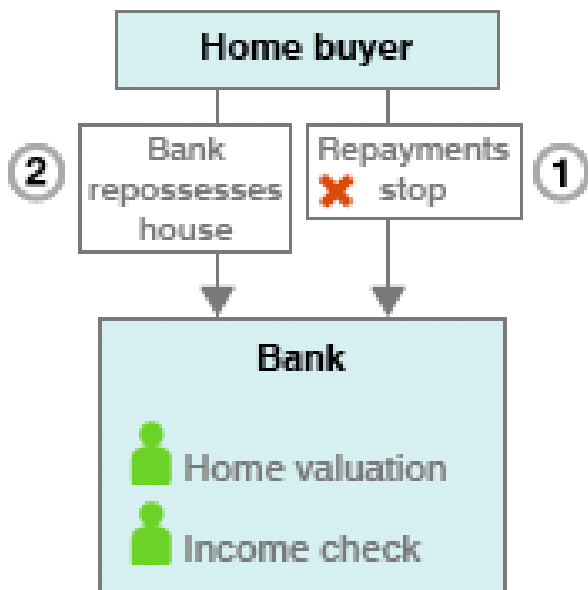 Home buyer
2
Bank
repossesses
house
Repayments
stop
1
Bank
Home valuation
Income check